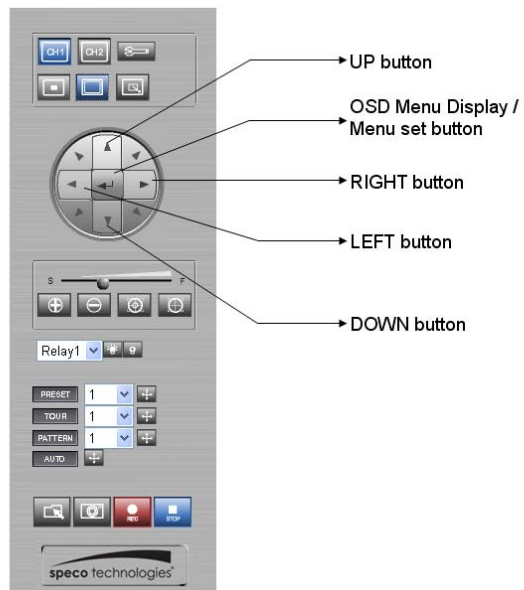 CH1 CH2
UP button
OSD Menu Display /
Menu set button
RIGHT button
LEFT button
DOWN button
S F
Relay1
PRESET 1
TOUR 1
PATTERN 1
AUTO
REC STOP
speco technologies